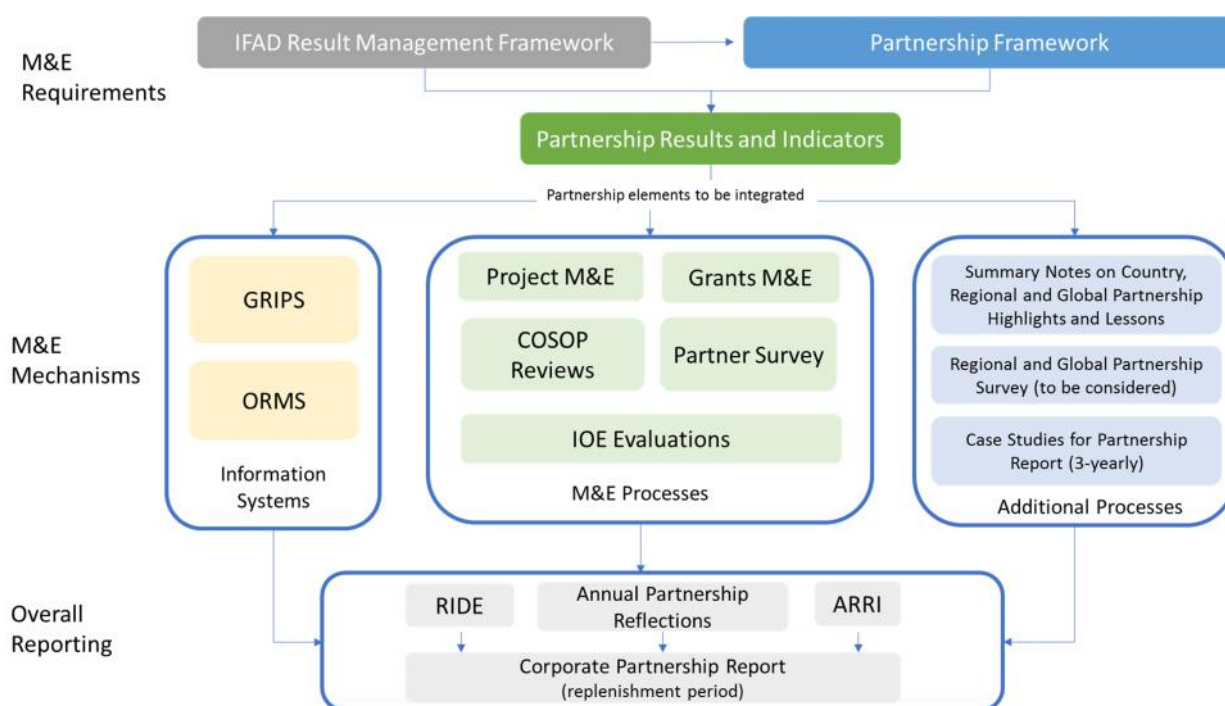 M&E
Requirements
IFAD Result Management Framework
Partnership Framework
Partnership Results and Indicators
Partnership elements to be integrated
M&E
Mechanisms
GRIPS
ORMS
Information
Systems
Project M&E
Grants M&E
COSOP
Reviews
Partner Survey
IOE Evaluations
M&E Processes
Summary Notes on Country,
Regional and Global Partnership
Highlights and Lessons
Regional and Global Partnership
Survey (to be considered)
Case Studies for Partnership
Report (3-yearly)
Additional Processes
Overall
Reporting
RIDE
Annual Partnership
Reflections
ARRI
Corporate Partnership Report
(replenishment period)